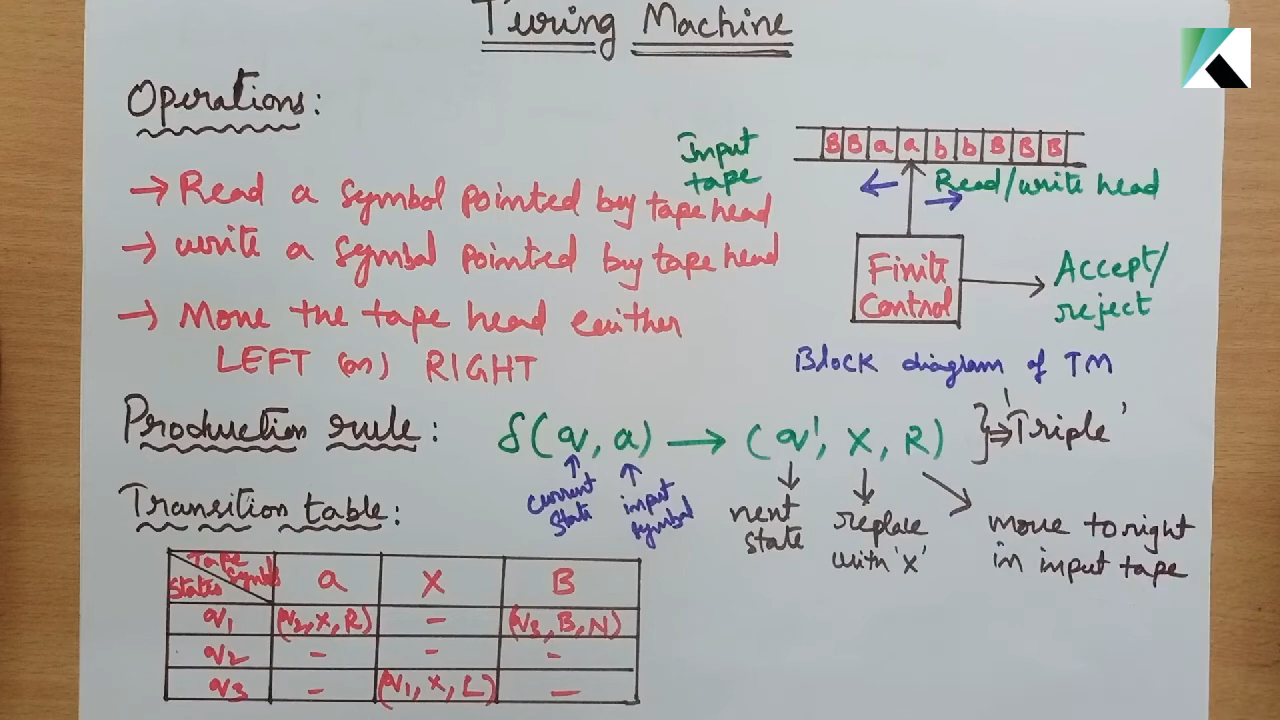 Turing Machine
Operations:
→ Read a symbol pointed by tape head
→ write a symbol pointed by tape head
→ Move the tape head either
LEFT (or) RIGHT
Input
tape
B B a a b b B B B
Read/write head
Finite
Control
Accept/
reject
Block diagram of TM
Production rule: δ(q, a) → (q', X, R) } ⇒ 'Triple'
current
state
input
symbol
next
state
replace
with 'X'
move to right
in input tape
Transition table:
Tape
Symbol
States
a X B
q1 (q2, X, R) - (q3, B, N)
q2 - - -
q3 - (q1, X, L) -